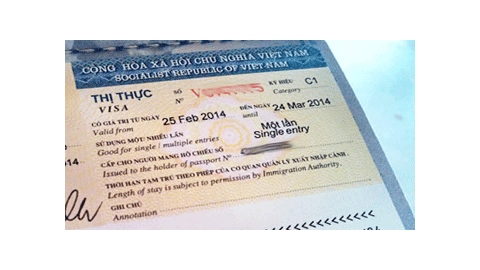 CỘNG HÒA XÃ HỘI CHỦ NGHĨA VIỆT NAM
SOCIALIST REPUBLIC OF VIET NAM
THỊ THỰC SỐ KÝ HIỆU C1
VISA Nº Category
CÓ GIÁ TRỊ TỪ NGÀY 25 Feb 2014 ĐẾN NGÀY 24 Mar 2014
Valid from until
SỬ DỤNG MỘT/NHIỀU LẦN Một lần
Good for single / multiple entries Single entry
CẤP CHO NGƯỜI MANG HỘ CHIẾU SỐ
Issued to the holder of passport Nº
THỜI HẠN TẠM TRÚ THEO PHÉP CỦA CƠ QUAN QUẢN LÝ XUẤT NHẬP CẢNH.
Length of stay is subject to permission by Immigration Authority.
GHI CHÚ
Annotation